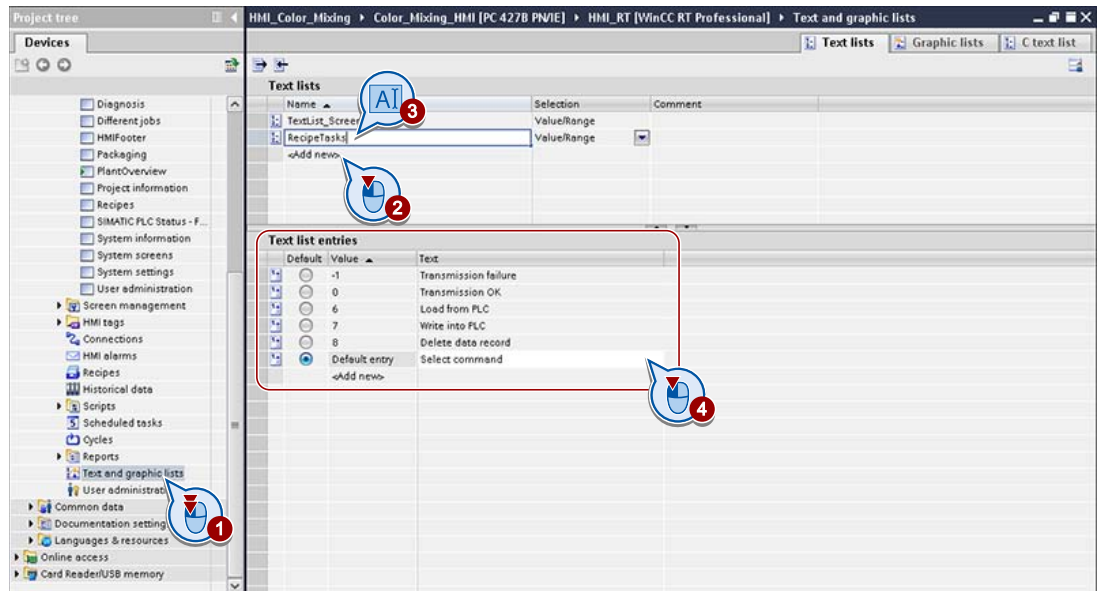 Project tree
HMI_Color_Mixing ▸ Color_Mixing_HMI [PC 427B PN/IE] ▸ HMI_RT [WinCC RT Professional] ▸ Text and graphic lists
Devices
Text lists
Graphic lists
C text list
Diagnosis
Different jobs
HMIFooter
Packaging
PlantOverview
Project information
Recipes
SIMATIC PLC Status - F...
System information
System screens
System settings
User administration
Screen management
HMI tags
Connections
HMI alarms
Recipes
Historical data
Scripts
Scheduled tasks
Cycles
Reports
Text and graphic lists
User administrat
Common data
Documentation setting
Languages & resources
Online access
Card Reader/USB memory
1
Text lists
Name Selection Comment
TextList_Screen Value/Range
RecipeTasks Value/Range
<Add new>
AI
3
2
Text list entries
Default Value Text
-1 Transmission failure
0 Transmission OK
6 Load from PLC
7 Write into PLC
8 Delete data record
Default entry Select command
<Add new>
4